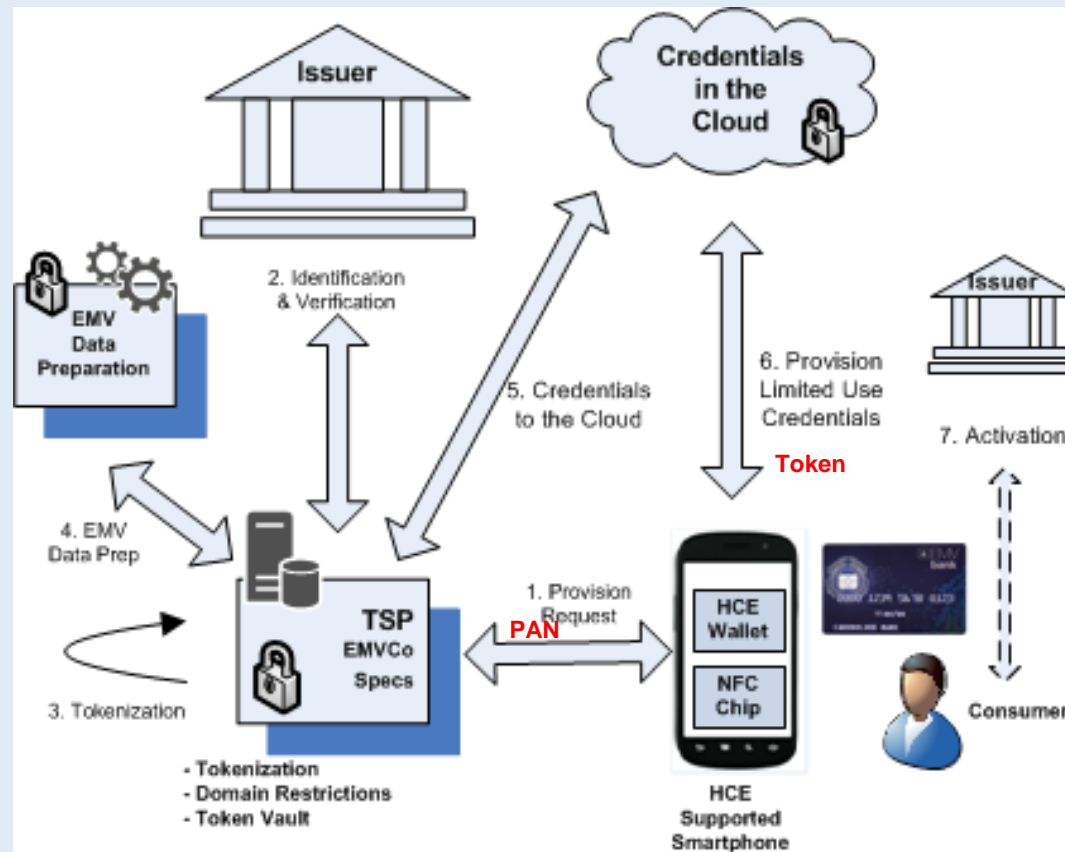 Issuer
Credentials
in the
Cloud
2. Identification
& Verification
EMV
Data
Preparation
Issuer
5. Credentials
to the Cloud
6. Provision
Limited Use
Credentials
Token
7. Activation
4. EMV
Data Prep
1. Provision
Request
PAN
TSP
EMVCo
Specs
3. Tokenization
HCE
Wallet
NFC
Chip
EMV
bank
Consumer
- Tokenization
- Domain Restrictions
- Token Vault
HCE
Supported
Smartphone